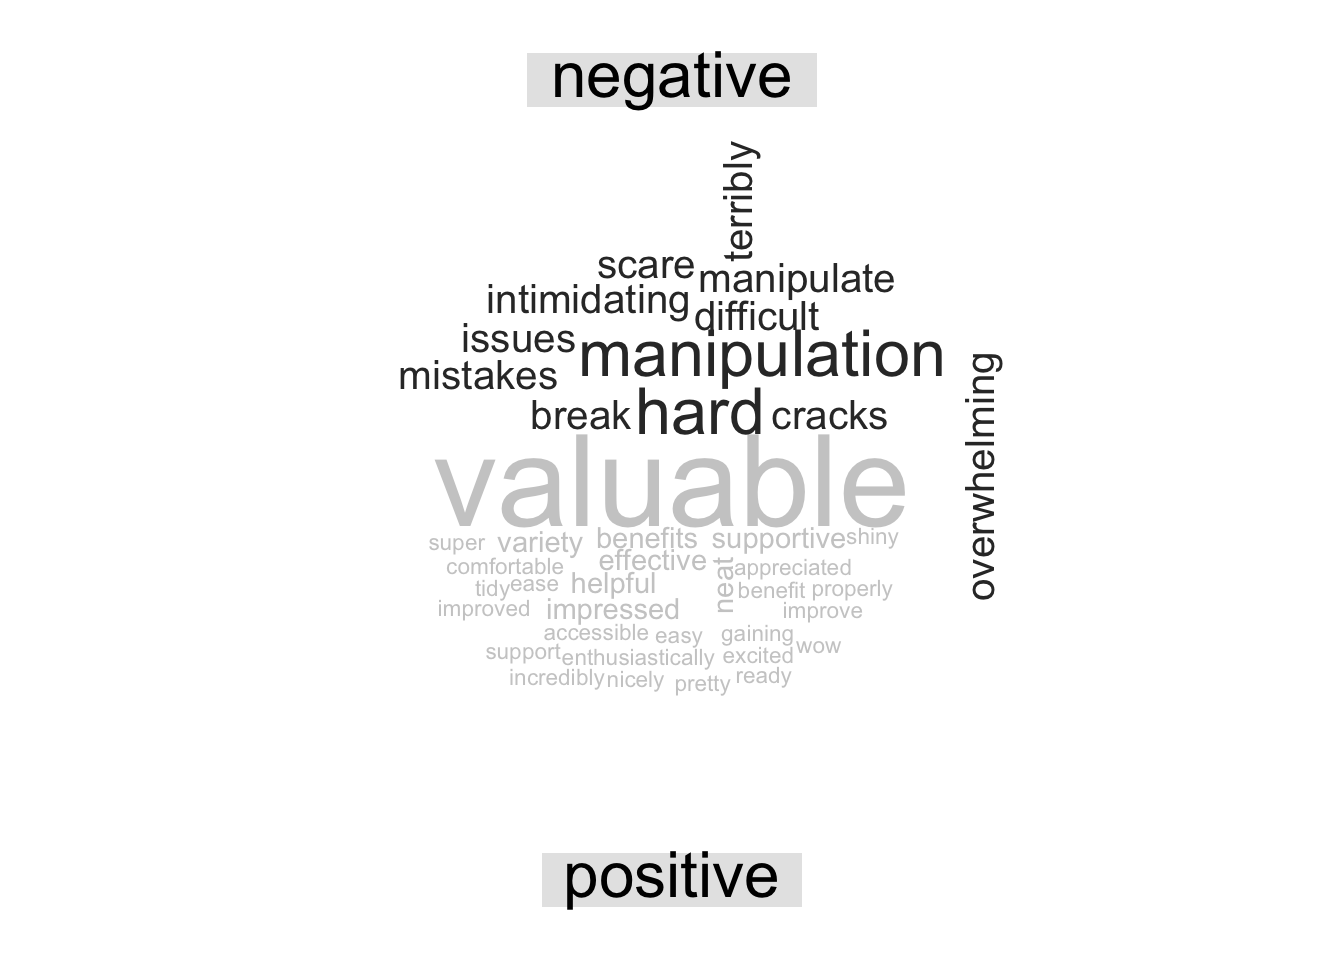 negative
terribly
scare
manipulate
intimidating
difficult
issues
manipulation
mistakes
overwhelming
break hard cracks
valuable
super variety benefits supportive shiny
comfortable effective neat appreciated
tidy ease helpful benefit properly
improved impressed improve
accessible easy gaining
support enthusiastically excited wow
incredibly nicely pretty ready
positive